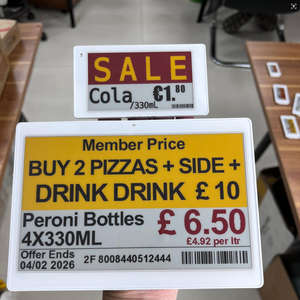 SALE
Cola €1.80
/330mL
Member Price
BUY 2 PIZZAS + SIDE +
DRINK DRINK £ 10
Peroni Bottles £ 6.50
4X330ML £4.92 per ltr
Offer Ends
04/02 2026 2F 8008440512444